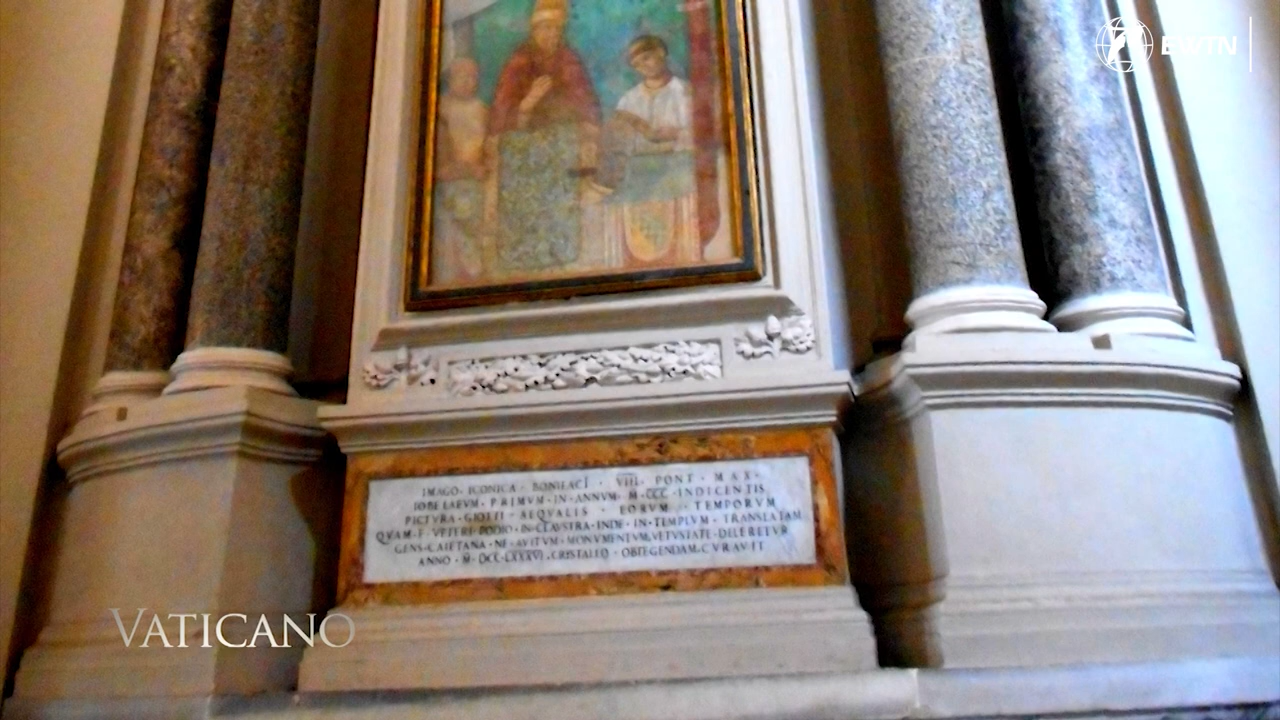 EWTN
IMAGO · ICONICA · BONIFACI · VIII · PONT · MAX ·
IOBELAEVM · PRIMVM · IN · ANNVM · M · CCC · INDICENTIS
PICTVRA · GIOTTI · AEQVALIS · EORVM · TEMPORVM
QVAM · E · VETERE · PODIO · IN · CLAVSTRA · INDE · IN · TEMPLVM · TRANSLATAM
GENS · CAIETANA · NE · AVITVM · MONVMENTVM · VETVSTATE · DELERETVR
ANNO · M · DCC · LXXXVI · CRISTALLO · OBTEGENDAM · CVRAVIT
VATICANO